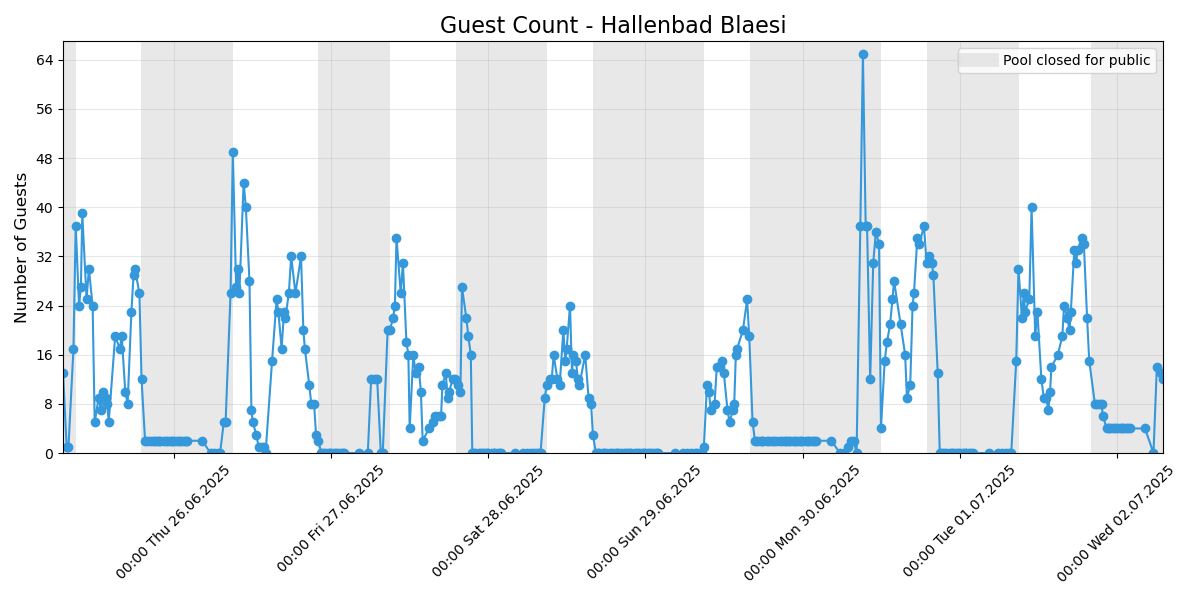 Guest Count - Hallenbad Blaesi
Pool closed for public
Number of Guests
64
56
48
40
32
24
16
8
0
00:00 Thu 26.06.2025
00:00 Fri 27.06.2025
00:00 Sat 28.06.2025
00:00 Sun 29.06.2025
00:00 Mon 30.06.2025
00:00 Tue 01.07.2025
00:00 Wed 02.07.2025